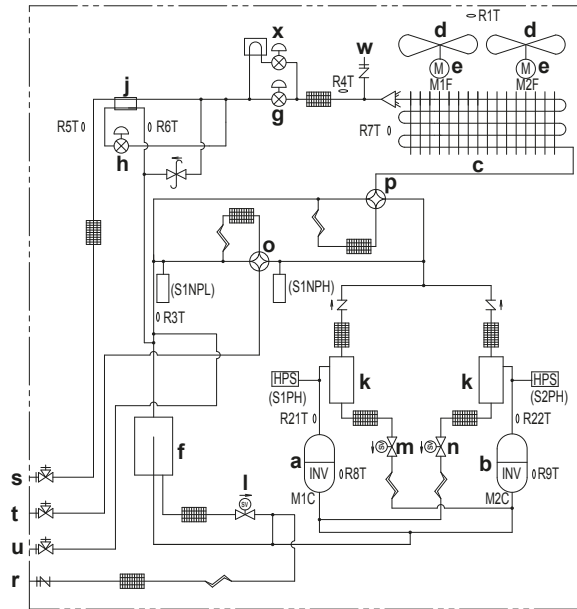 R1T
d d
x w
M e M e
R4T M1F M2F
j
g
R5T R6T R7T
h
c
p
o
(S1NPL) (S1NPH)
R3T
k k
HPS HPS
(S1PH) (S2PH)
R21T R22T
f
m n
a INV R8T b INV R9T
s
l
M1C M2C
SV
t
u
r